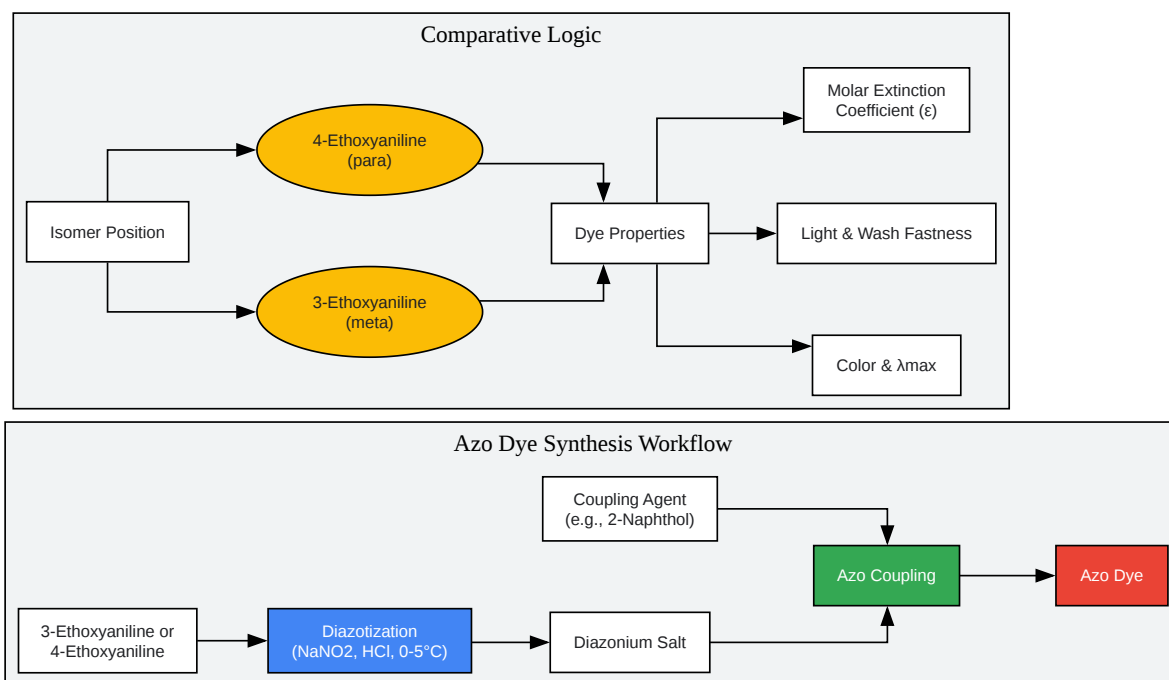 Comparative Logic
4-Ethoxyaniline
(para)
Molar Extinction
Coefficient (ε)
Isomer Position
Dye Properties
Light & Wash Fastness
3-Ethoxyaniline
(meta)
Color & λmax
Azo Dye Synthesis Workflow
Coupling Agent
(e.g., 2-Naphthol)
Azo Coupling
Azo Dye
3-Ethoxyaniline or
4-Ethoxyaniline
Diazotization
(NaNO2, HCl, 0-5°C)
Diazonium Salt